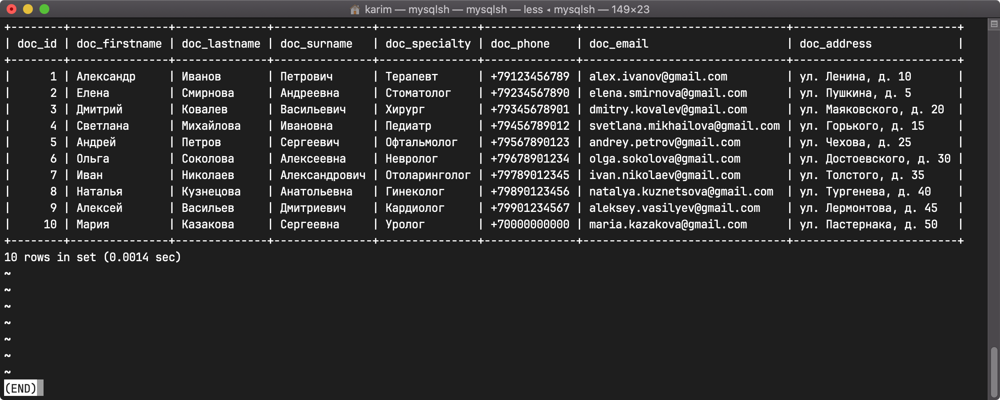 karim — mysqlsh — mysqlsh — less ◂ mysqlsh — 149×23
+--------+---------------+--------------+---------------+---------------+--------------+-------------------------------+-------------------------+
| doc_id | doc_firstname | doc_lastname | doc_surname   | doc_specialty | doc_phone    | doc_email                     | doc_address             |
+--------+---------------+--------------+---------------+---------------+--------------+-------------------------------+-------------------------+
|      1 | Александр     | Иванов       | Петрович      | Терапевт      | +79123456789 | alex.ivanov@gmail.com         | ул. Ленина, д. 10       |
|      2 | Елена         | Смирнова     | Андреевна     | Стоматолог    | +79234567890 | elena.smirnova@gmail.com      | ул. Пушкина, д. 5       |
|      3 | Дмитрий       | Ковалев      | Васильевич    | Хирург        | +79345678901 | dmitry.kovalev@gmail.com      | ул. Маяковского, д. 20  |
|      4 | Светлана      | Михайлова    | Ивановна      | Педиатр       | +79456789012 | svetlana.mikhailova@gmail.com | ул. Горького, д. 15     |
|      5 | Андрей        | Петров       | Сергеевич     | Офтальмолог   | +79567890123 | andrey.petrov@gmail.com       | ул. Чехова, д. 25       |
|      6 | Ольга         | Соколова     | Алексеевна    | Невролог      | +79678901234 | olga.sokolova@gmail.com       | ул. Достоевского, д. 30 |
|      7 | Иван          | Николаев     | Александрович | Отоларинголог | +79789012345 | ivan.nikolaev@gmail.com       | ул. Толстого, д. 35     |
|      8 | Наталья       | Кузнецова    | Анатольевна   | Гинеколог     | +79890123456 | natalya.kuznetsova@gmail.com  | ул. Тургенева, д. 40    |
|      9 | Алексей       | Васильев     | Дмитриевич    | Кардиолог     | +79901234567 | aleksey.vasilyev@gmail.com    | ул. Лермонтова, д. 45   |
|     10 | Мария         | Казакова     | Сергеевна     | Уролог        | +70000000000 | maria.kazakova@gmail.com      | ул. Пастернака, д. 50   |
+--------+---------------+--------------+---------------+---------------+--------------+-------------------------------+-------------------------+
10 rows in set (0.0014 sec)
~
~
~
~
~
~
~
(END)